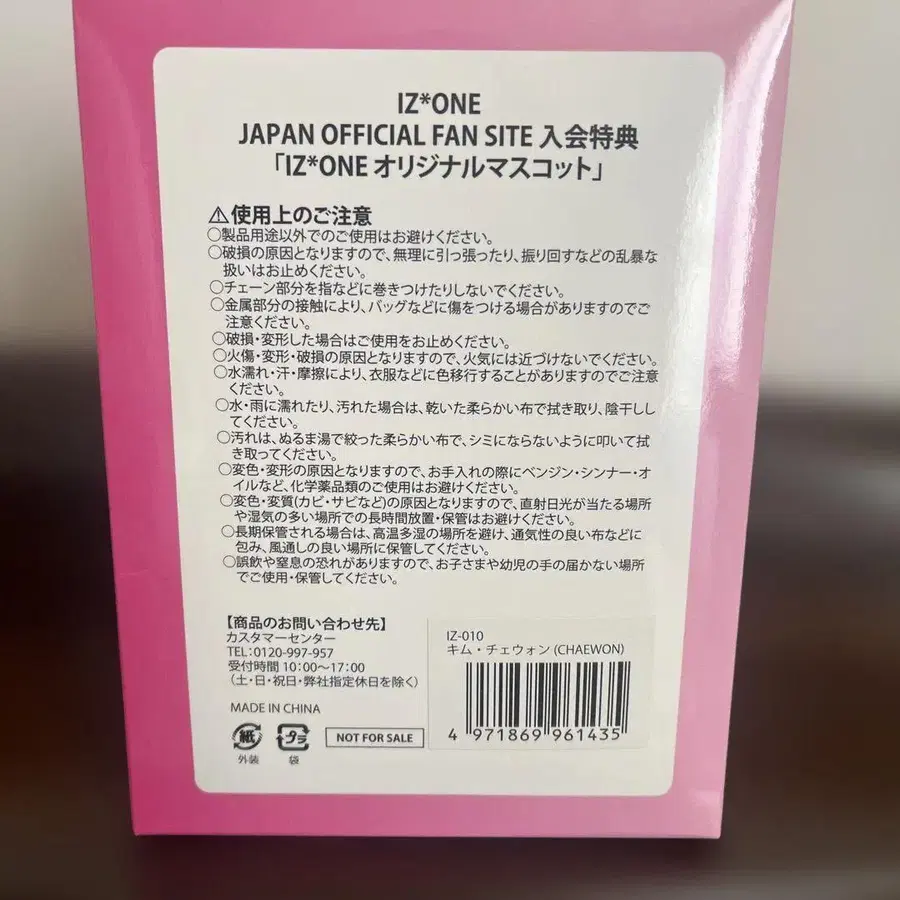 IZ*ONE
JAPAN OFFICIAL FAN SITE 入会特典
「IZ*ONE オリジナルマスコット」
⚠使用上のご注意
○製品用途以外でのご使用はお避けください。
○破損の原因となりますので、無理に引っ張ったり、振り回すなどの乱暴な
扱いはお止めください。
○チェーン部分を指などに巻きつけたりしないでください。
○金属部分の接触により、バッグなどに傷をつける場合がありますのでご
注意ください。
○破損・変形した場合はご使用をお止めください。
○火傷・変形・破損の原因となりますので、火気には近づけないでください。
○水濡れ・汗・摩擦により、衣服などに色移行することがありますのでご注意
ください。
○水・雨に濡れたり、汚れた場合は、乾いた柔らかい布で拭き取り、陰干しし
てください。
○汚れは、ぬるま湯で絞った柔らかい布で、シミにならないように叩いて拭
き取ってください。
○変色・変形の原因となりますので、お手入れの際にベンジン・シンナー・オ
イルなど、化学薬品類のご使用はお避けください。
○変色・変質(カビ・サビなど)の原因となりますので、直射日光が当たる場所
や湿気の多い場所での長時間放置・保管はお避けください。
○長期保管される場合は、高温多湿の場所を避け、通気性の良い布などに
包み、風通しの良い場所に保管してください。
○誤飲や窒息の恐れがありますので、お子さまや幼児の手の届かない場所
でご使用・保管してください。
【商品のお問い合わせ先】
カスタマーセンター
TEL:0120-997-957
受付時間 10:00〜17:00
(土・日・祝日・弊社指定休日を除く)
MADE IN CHINA
紙
外装
プラ
袋
NOT FOR SALE
IZ-010
キム・チェウォン (CHAEWON)
4 971869 961435